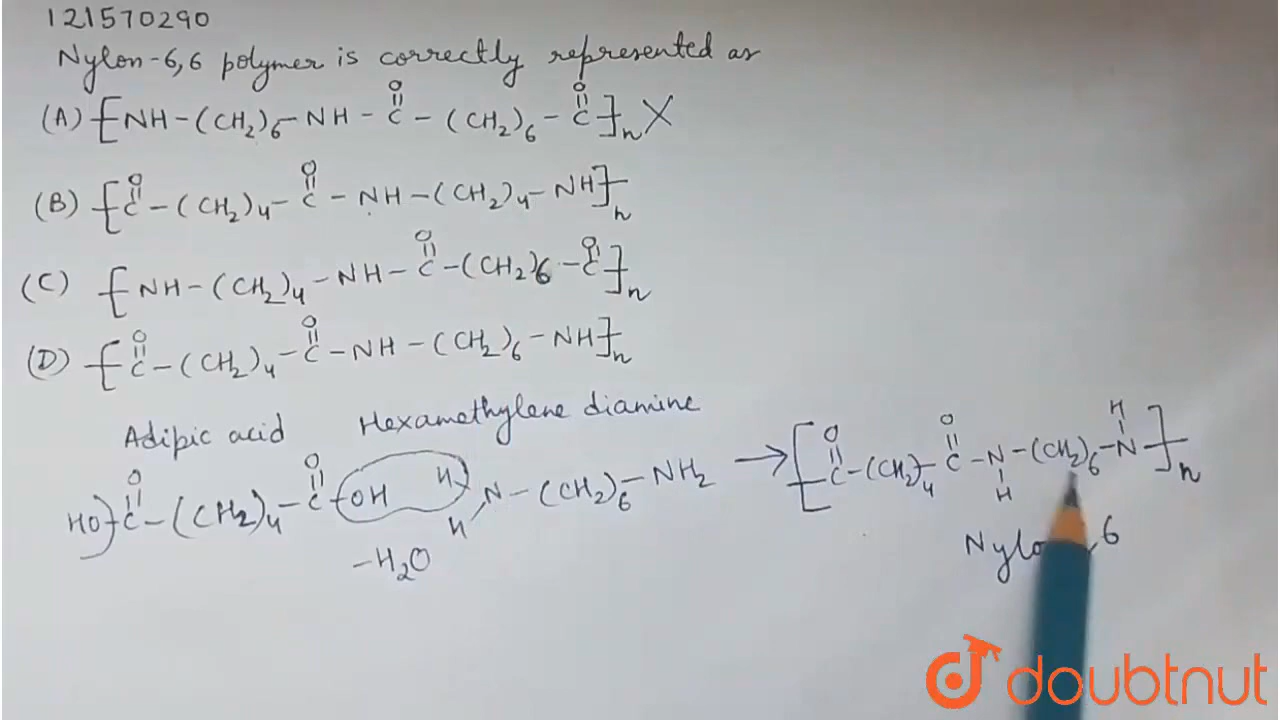 121570290
Nylon-6,6 polymer is correctly represented as
(A) [NH-(CH2)6-NH-C(=O)-(CH2)6-C(=O)]n X
(B) [C(=O)-(CH2)4-C(=O)-NH-(CH2)4-NH]n
(C) [NH-(CH2)4-NH-C(=O)-(CH2)6-C(=O)]n
(D) [C(=O)-(CH2)4-C(=O)-NH-(CH2)6-NH]n
Adipic acid Hexamethylene diamine
HO-C(=O)-(CH2)4-C(=O)-OH H-N(H)-(CH2)6-NH2 → [C(=O)-(CH2)4-C(=O)-N(H)-(CH2)6-N(H)]n
-H2O
Nylo ,6
doubtnut